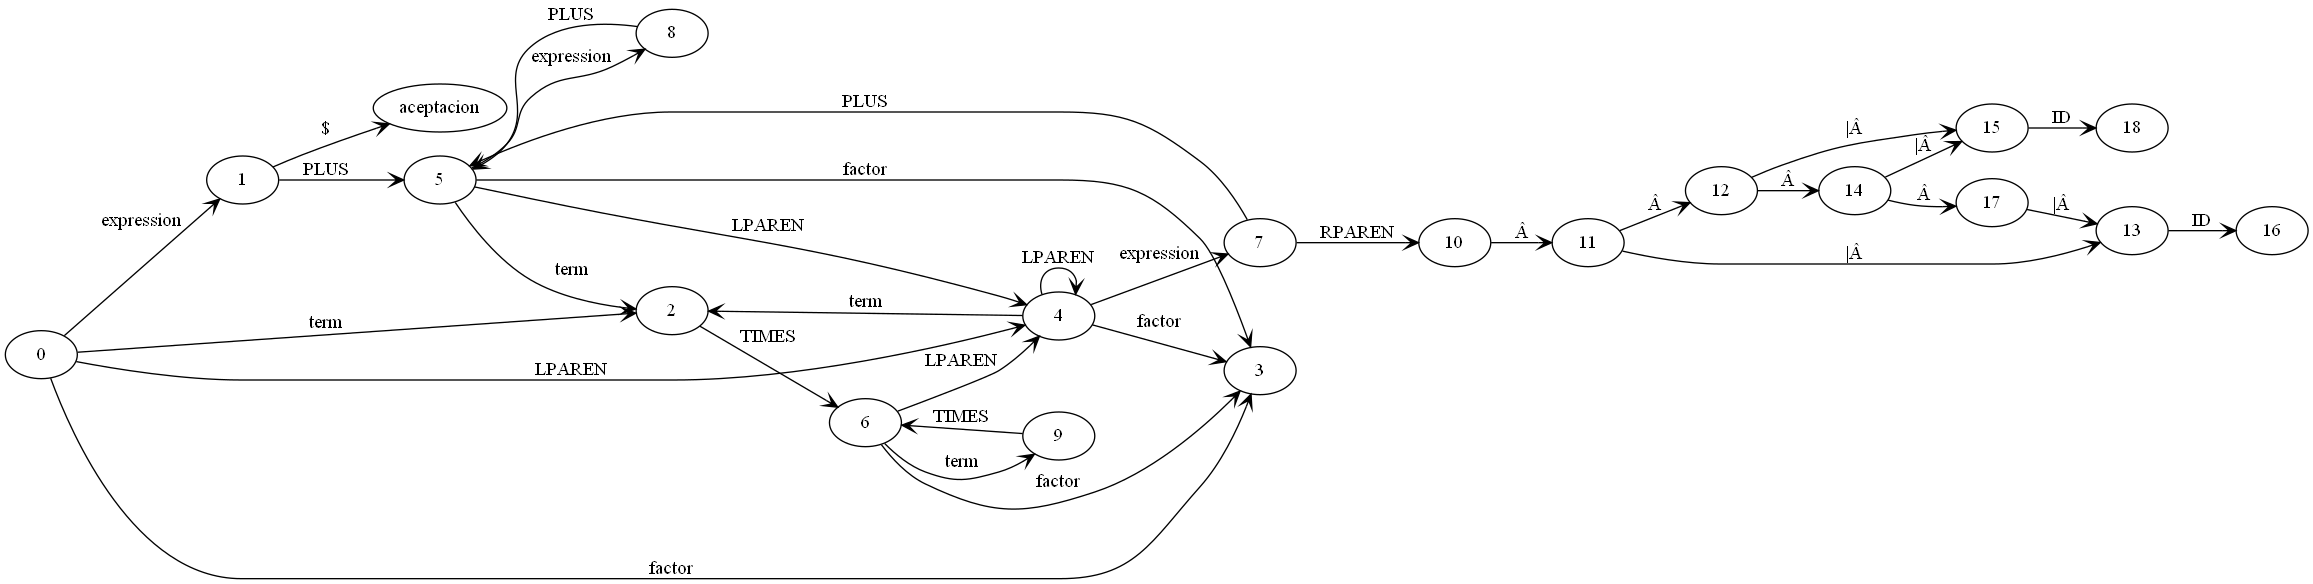 PLUS
8
expression
aceptacion
PLUS
$
15
ID
18
|Â
|Â
1
PLUS
5
factor
12
Â
14
Â
17
|Â
13
ID
16
Â
expression
LPAREN
7
RPAREN
10
Â
11
|Â
expression
LPAREN
term
2
term
4
term
factor
0
TIMES
LPAREN
LPAREN
3
6
TIMES
9
term
factor
factor